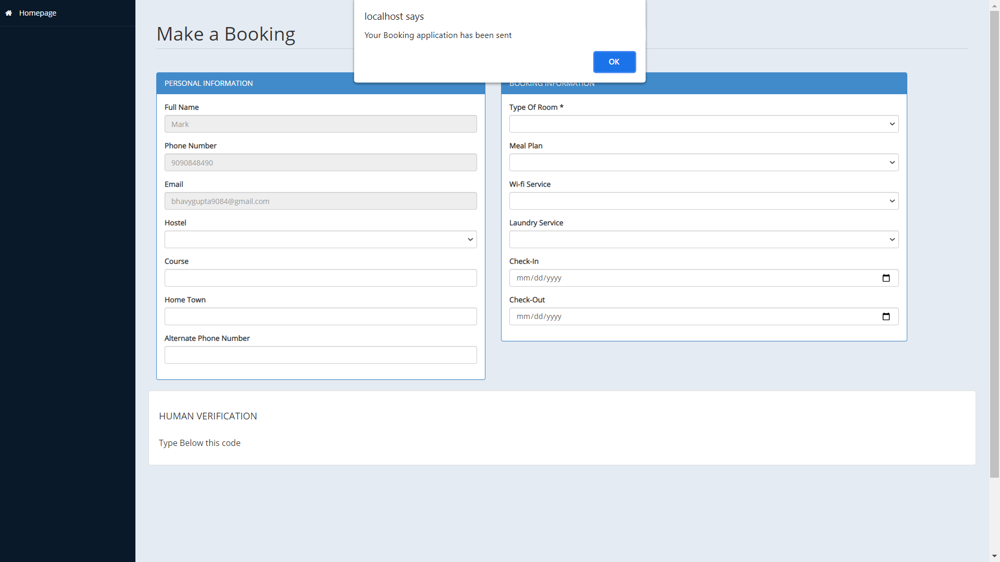 Homepage
localhost says
Your Booking application has been sent
OK
Make a Booking
PERSONAL INFORMATION
Full Name
Mark
Phone Number
9090848490
Email
bhavygupta9084@gmail.com
Hostel
Course
Home Town
Alternate Phone Number
BOOKING INFORMATION
Type Of Room *
Meal Plan
Wi-fi Service
Laundry Service
Check-In
mm/dd/yyyy
Check-Out
mm/dd/yyyy
HUMAN VERIFICATION
Type Below this code